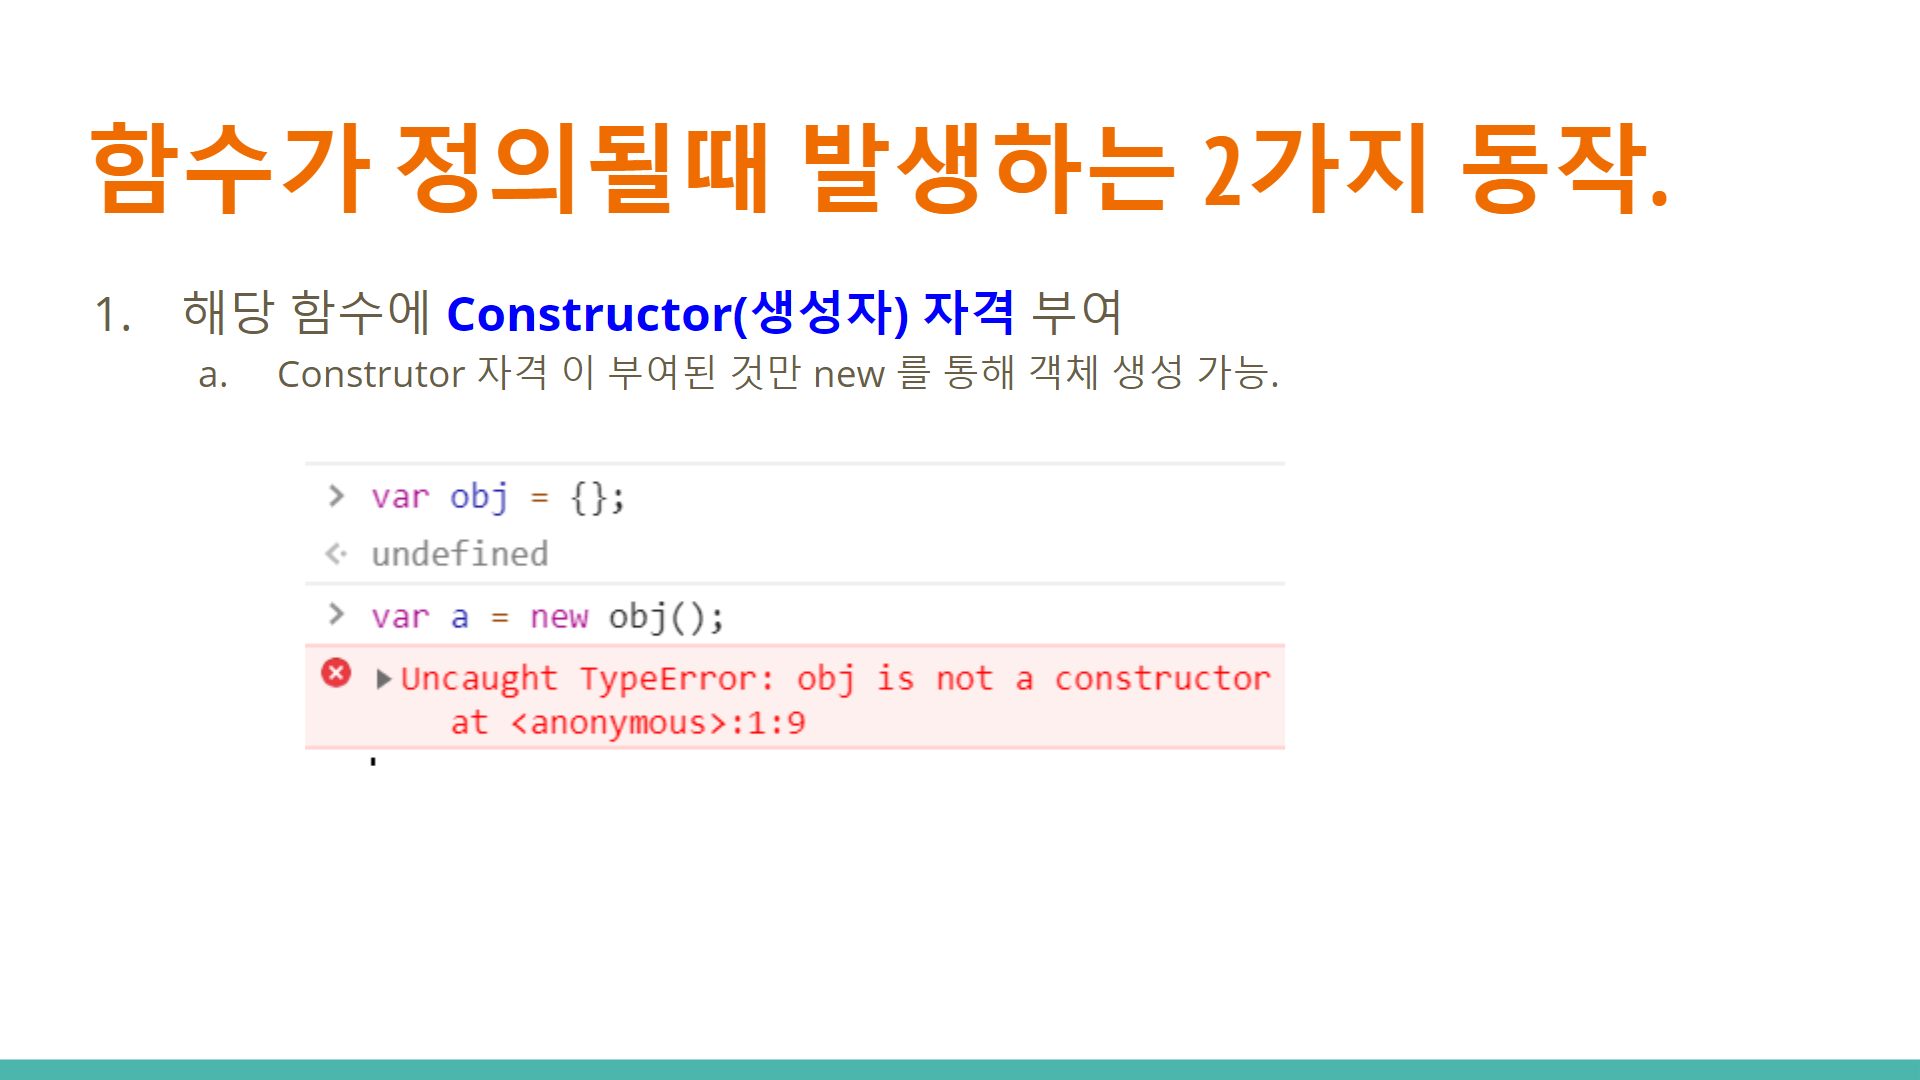 함수가 정의될때 발생하는 2가지 동작.
1. 해당 함수에 Constructor(생성자) 자격 부여
a. Construtor 자격 이 부여된 것만 new 를 통해 객체 생성 가능.
> var obj = {};
<· undefined
> var a = new obj();
▶Uncaught TypeError: obj is not a constructor
at <anonymous>:1:9